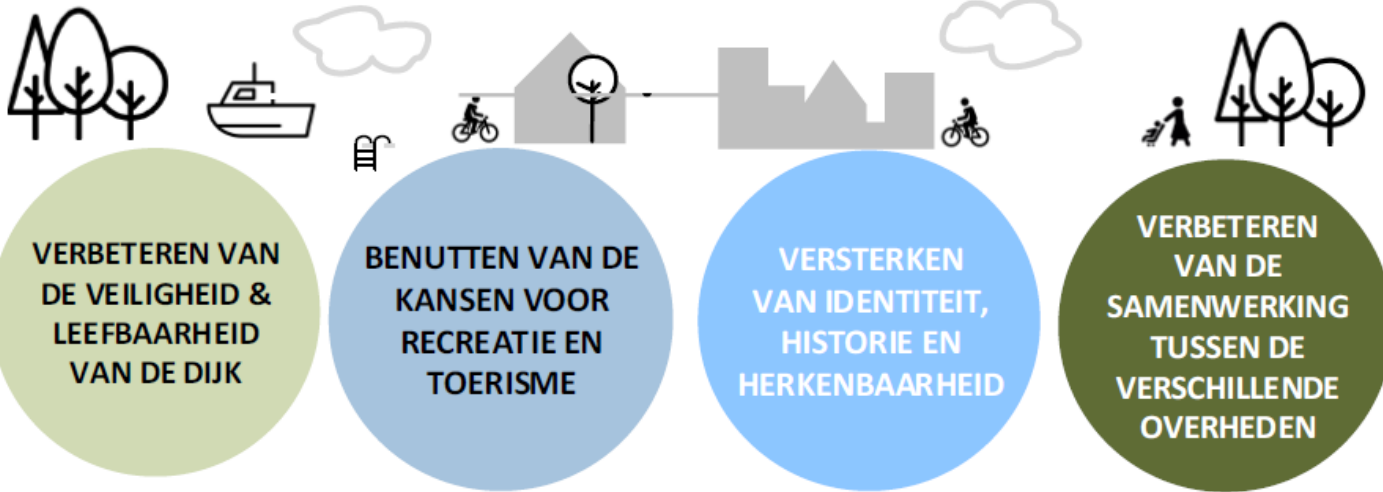 VERBETEREN VAN
DE VEILIGHEID &
LEEFBAARHEID
VAN DE DIJK
BENUTTEN VAN DE
KANSEN VOOR
RECREATIE EN
TOERISME
VERSTERKEN
VAN IDENTITEIT,
HISTORIE EN
HERKENBAARHEID
VERBETEREN
VAN DE
SAMENWERKING
TUSSEN DE
VERSCHILLENDE
OVERHEDEN